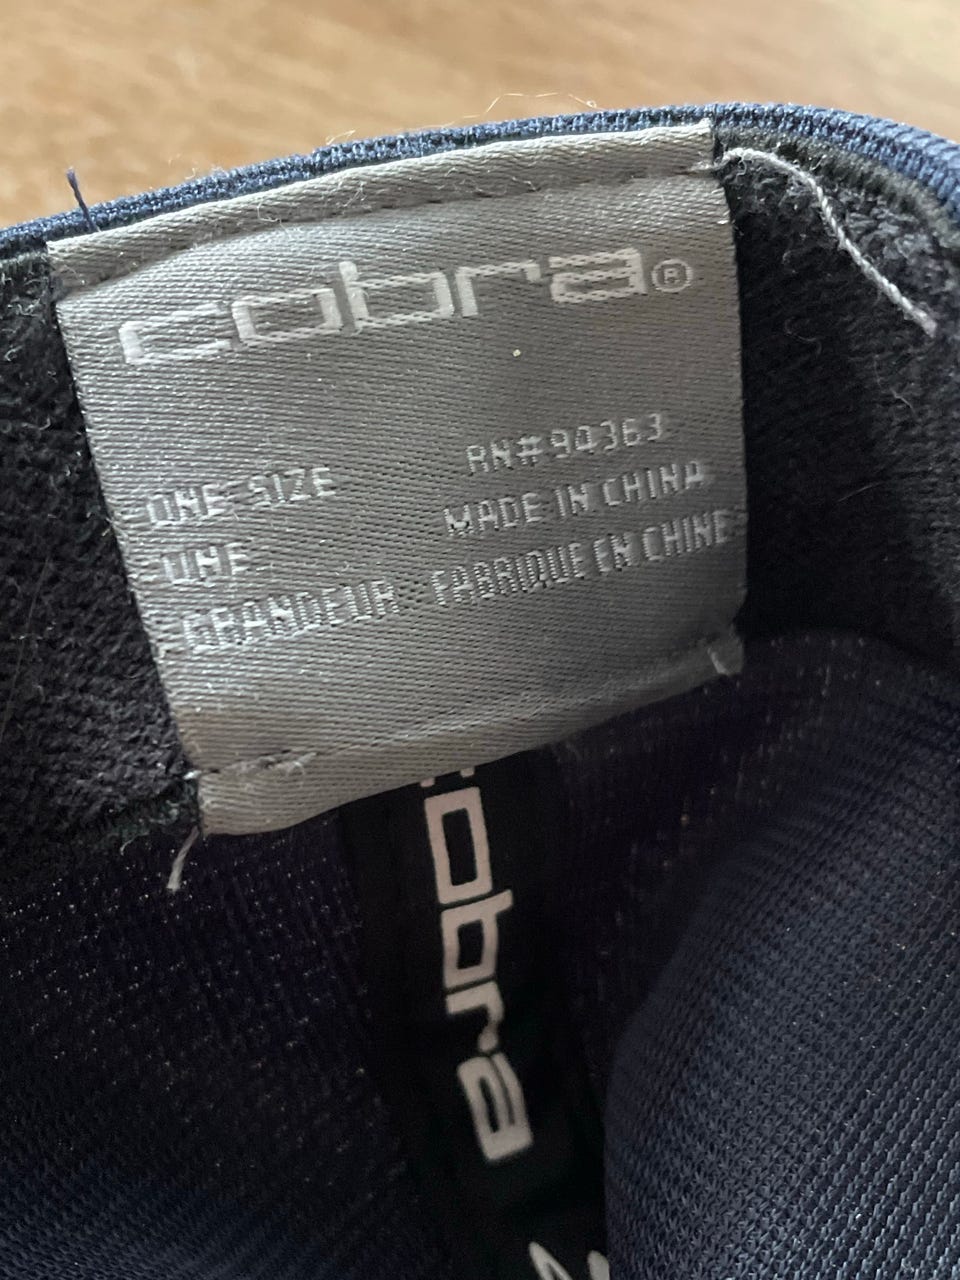 cobra®
RN#94363
ONE SIZE
MADE IN CHINA
UNE
FABRIQUE EN CHINE
GRANDEUR
cobra